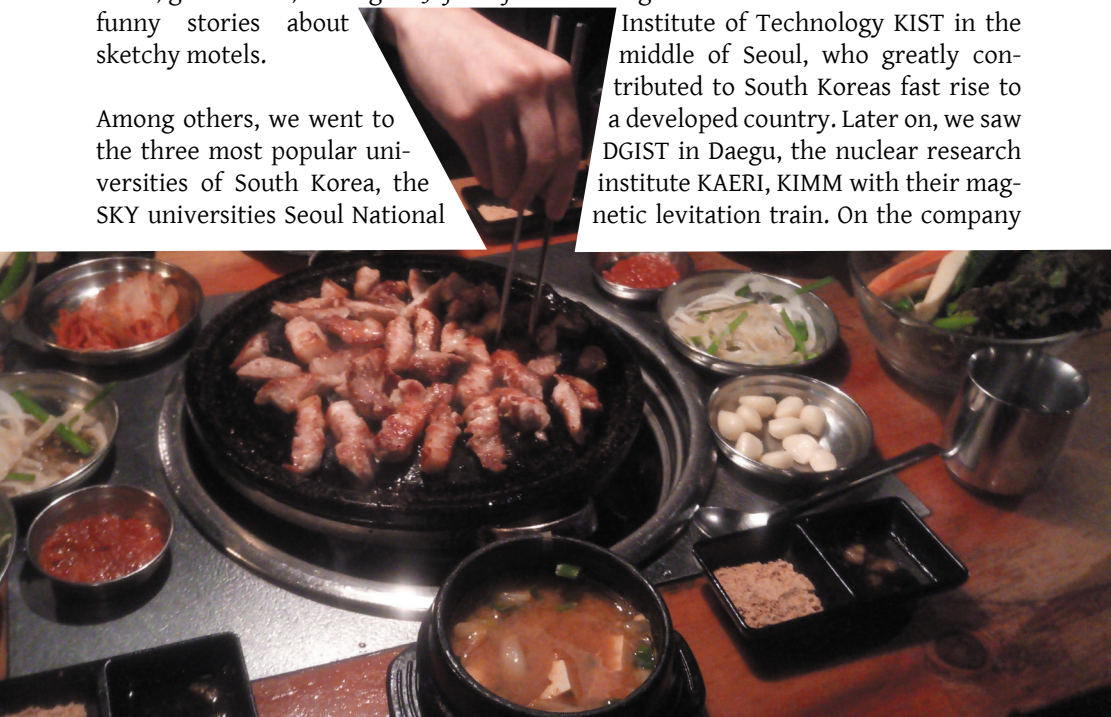 funny stories about
sketchy motels.
Among others, we went to
the three most popular uni-
versities of South Korea, the
SKY universities Seoul National
Institute of Technology KIST in the
middle of Seoul, who greatly con-
tributed to South Koreas fast rise to
a developed country. Later on, we saw
DGIST in Daegu, the nuclear research
institute KAERI, KIMM with their mag-
netic levitation train. On the company